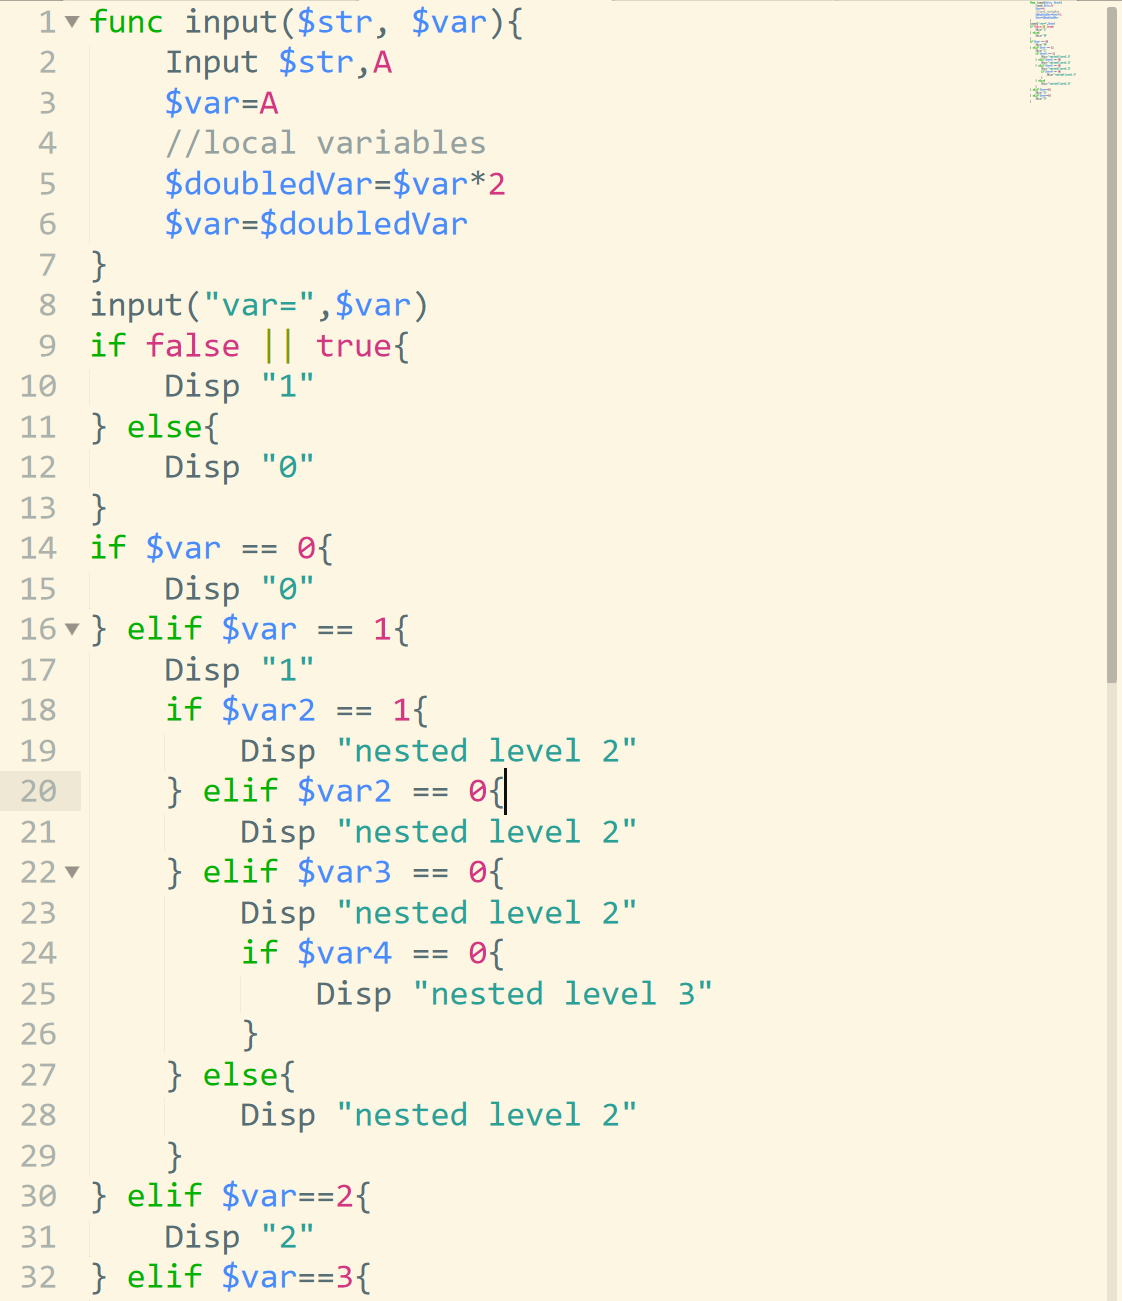 1 func input($str, $var){
2     Input $str,A
3     $var=A
4     //local variables
5     $doubledVar=$var*2
6     $var=$doubledVar
7 }
8 input("var=",$var)
9 if false || true{
10     Disp "1"
11 } else{
12     Disp "0"
13 }
14 if $var == 0{
15     Disp "0"
16 } elif $var == 1{
17     Disp "1"
18     if $var2 == 1{
19         Disp "nested level 2"
20     } elif $var2 == 0{
21         Disp "nested level 2"
22     } elif $var3 == 0{
23         Disp "nested level 2"
24         if $var4 == 0{
25             Disp "nested level 3"
26         }
27     } else{
28         Disp "nested level 2"
29     }
30 } elif $var==2{
31     Disp "2"
32 } elif $var==3{